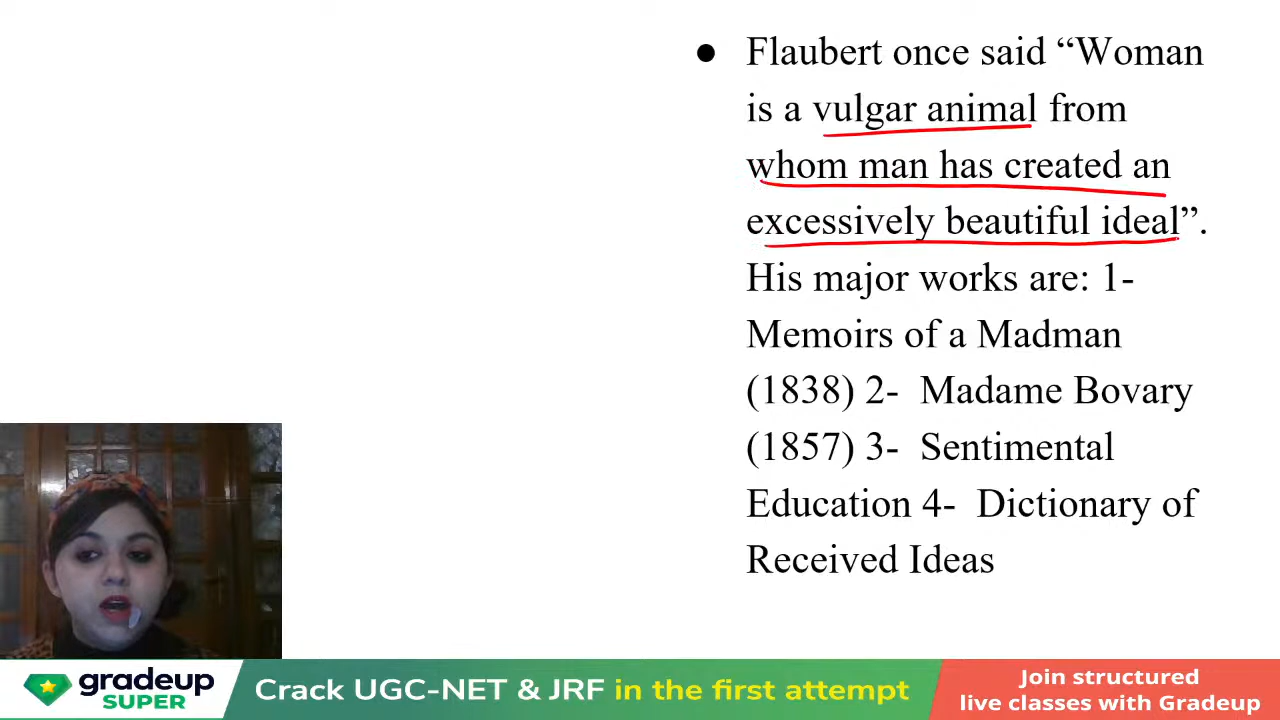 ● Flaubert once said “Woman
is a vulgar animal from
whom man has created an
excessively beautiful ideal”.
His major works are: 1-
Memoirs of a Madman
(1838) 2- Madame Bovary
(1857) 3- Sentimental
Education 4- Dictionary of
Received Ideas
gradeup
SUPER
Crack UGC-NET & JRF in the first attempt
Join structured
live classes with Gradeup